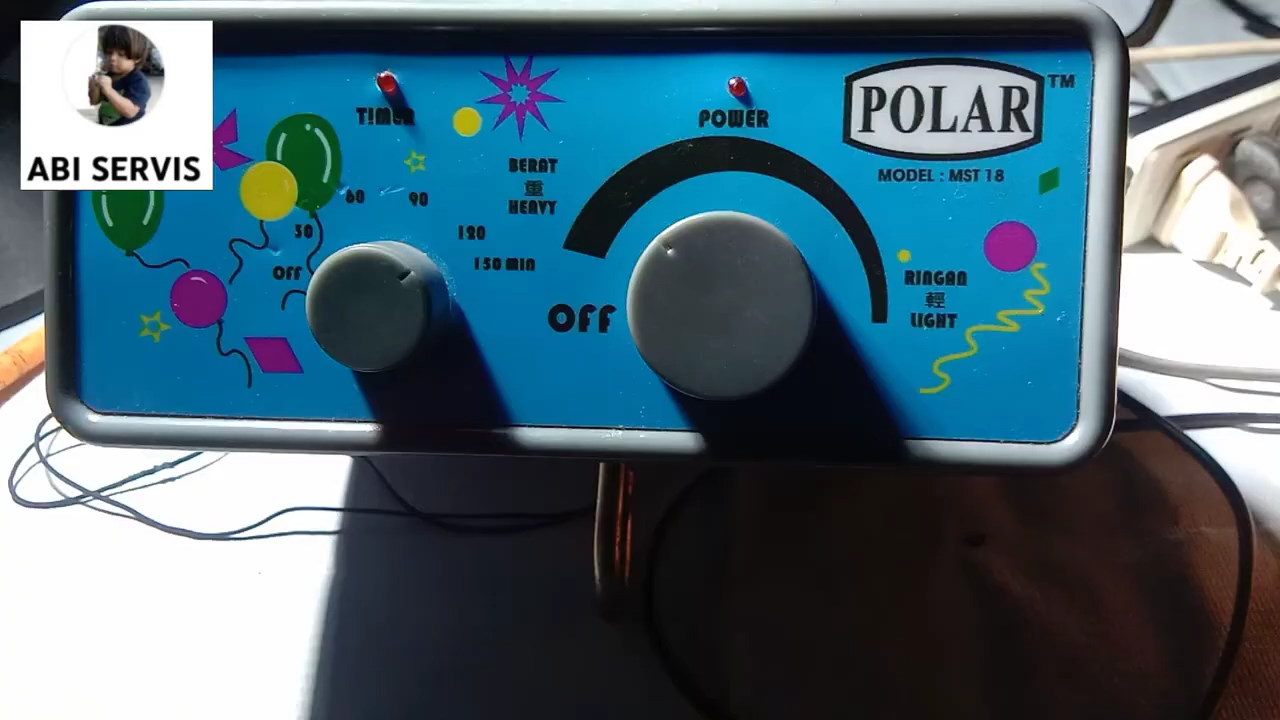 ABI SERVIS
TIMER
POWER
POLAR TM
MODEL : MST 18
BERAT
重
HEAVY
60
90
30
120
OFF
150 MIN
OFF
RINGAN
輕
LIGHT